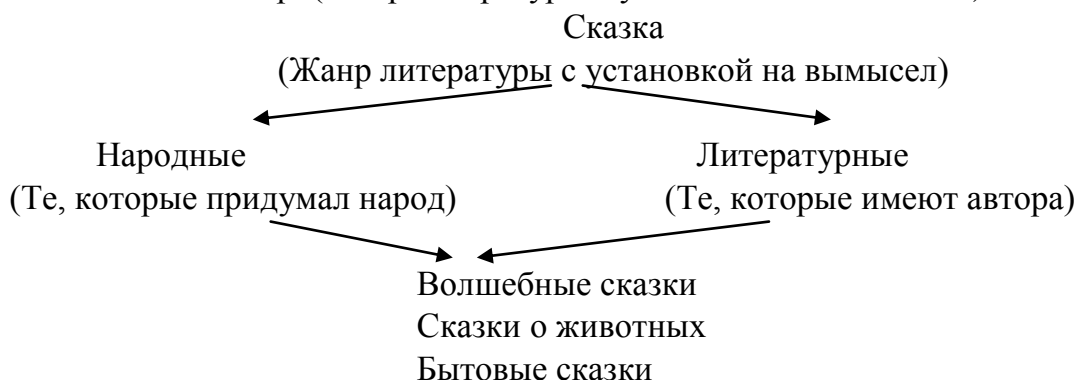 Сказка
(Жанр литературы с установкой на вымысел)
Народные Литературные
(Те, которые придумал народ) (Те, которые имеют автора)
Волшебные сказки
Сказки о животных
Бытовые сказки